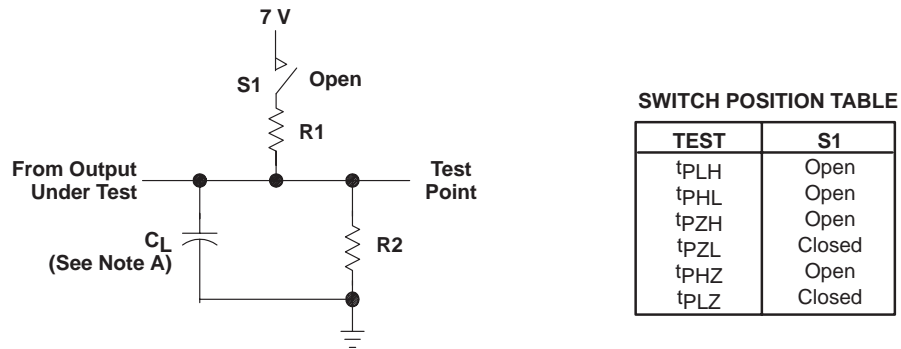 7 V
S1
Open
R1
From Output
Under Test
Test
Point
CL
(See Note A)
R2
SWITCH POSITION TABLE
TEST S1
tPLH Open
tPHL Open
tPZH Open
tPZL Closed
tPHZ Open
tPLZ Closed